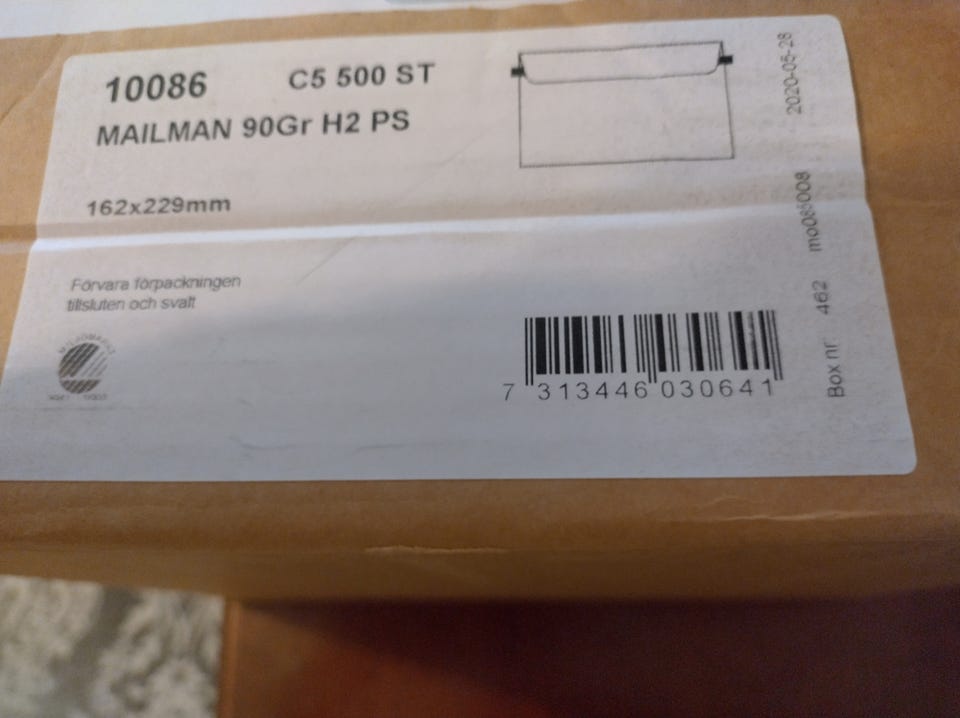 10086 C5 500 ST
MAILMAN 90Gr H2 PS
162x229mm
Förvara förpackningen
tillsluten och svalt
7 313446 030641
2020-05-28
Box nr 462